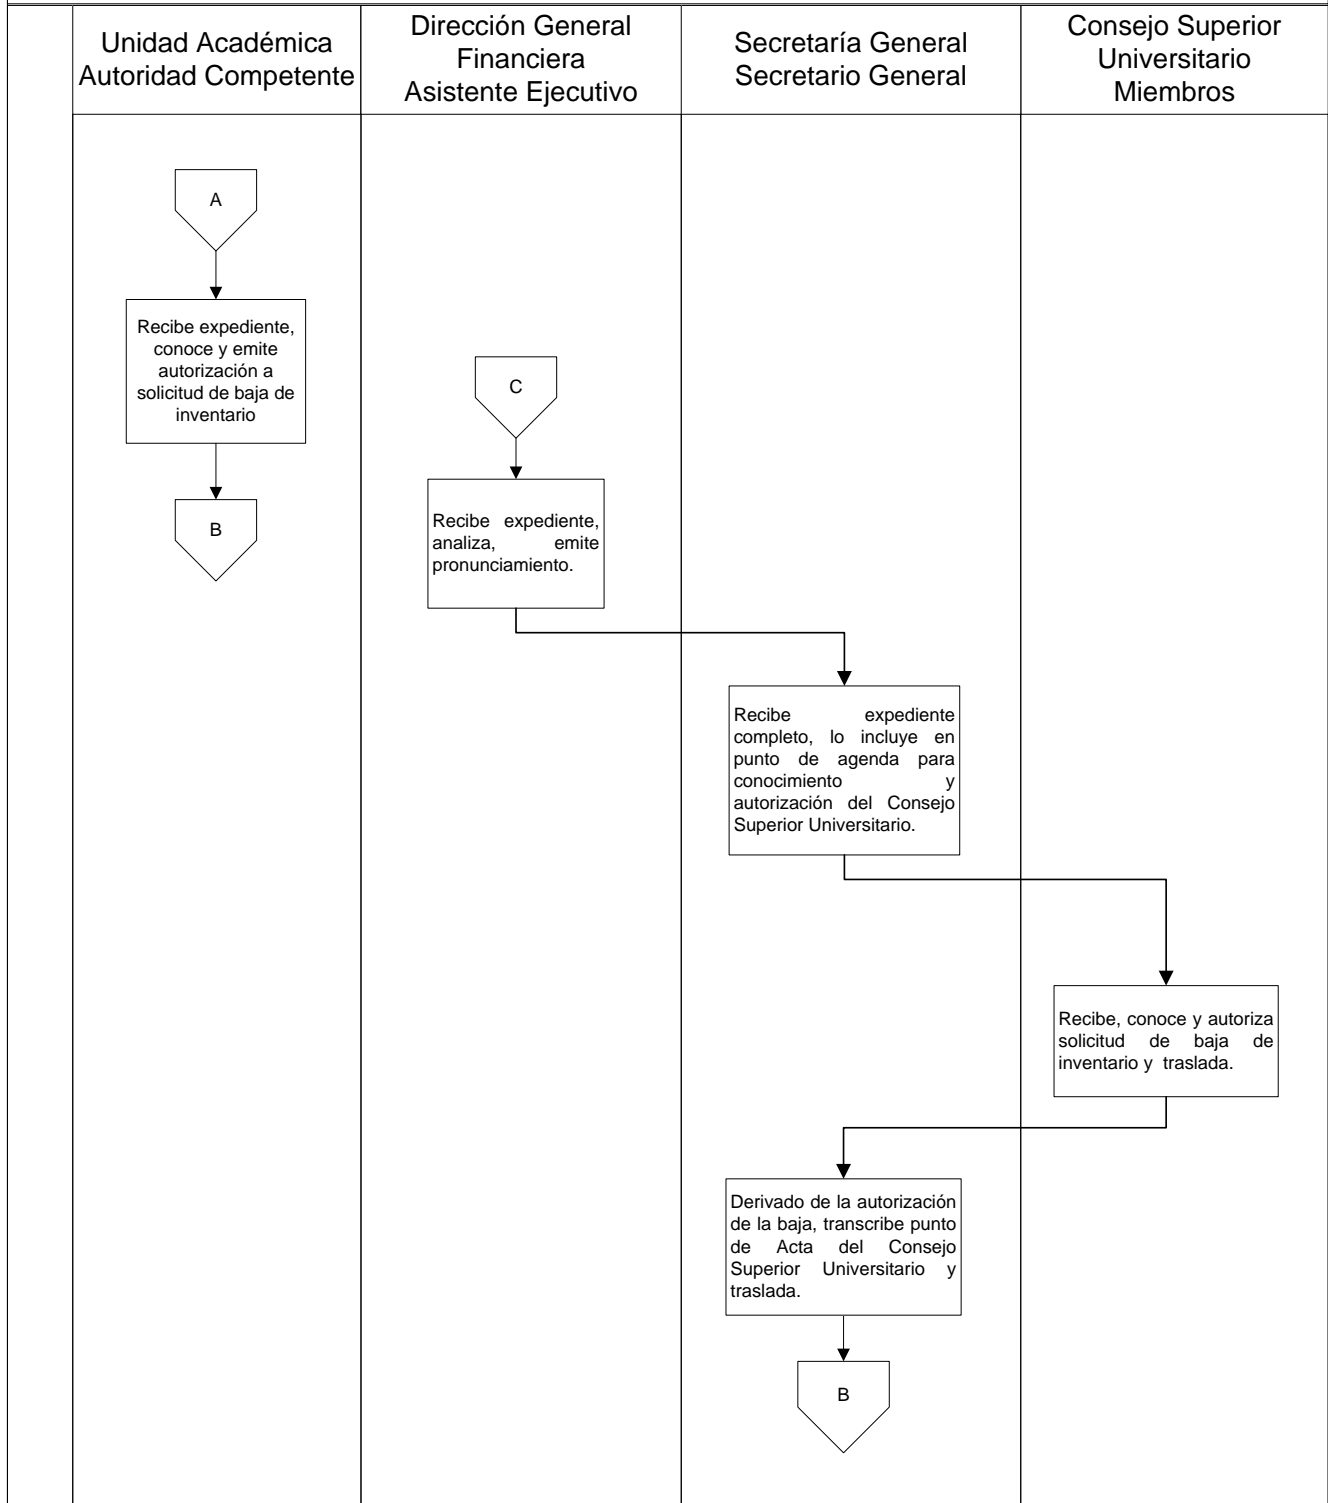 Unidad Académica
Autoridad Competente
Dirección General
Financiera
Asistente Ejecutivo
Secretaría General
Secretario General
Consejo Superior
Universitario
Miembros
A
Recibe expediente,
conoce y emite
autorización a
solicitud de baja de
inventario
B
C
Recibe expediente,
analiza, emite
pronunciamiento.
Recibe expediente
completo, lo incluye en
punto de agenda para
conocimiento y
autorización del Consejo
Superior Universitario.
Recibe, conoce y autoriza
solicitud de baja de
inventario y traslada.
Derivado de la autorización
de la baja, transcribe punto
de Acta del Consejo
Superior Universitario y
traslada.
B